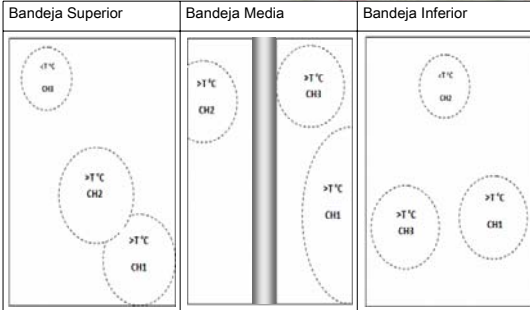 Bandeja Superior
Bandeja Media
Bandeja Inferior
<T°C
CH3
>T°C
CH2
>T°C
CH1
>T°C
CH2
>T°C
CH3
>T°C
CH1
<T°C
CH2
>T°C
CH3
>T°C
CH1